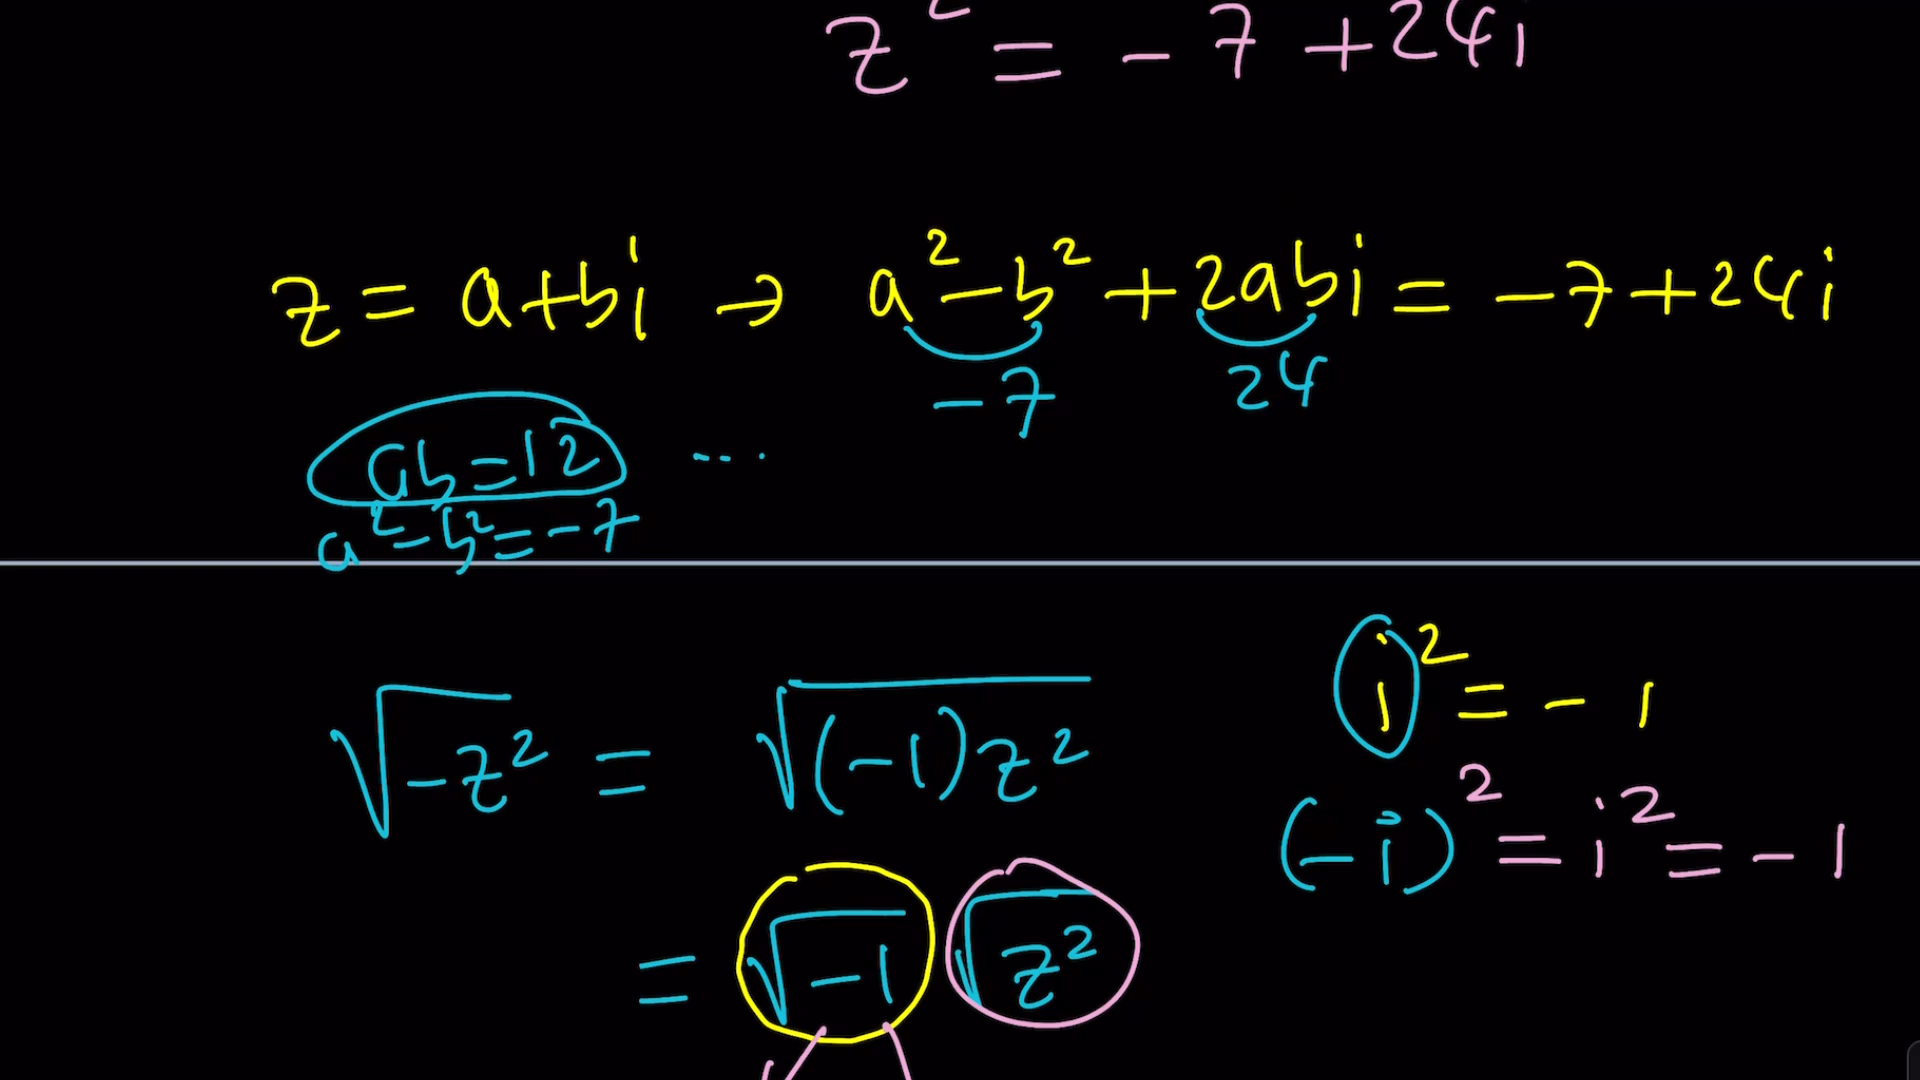 z² = -7 + 24i
z = a+bi → a² - b² + 2abi = -7 + 24i
-7 24
ab = 12 ...
a² - b² = -7
√-z² = √(-1)z²
i² = -1
(-i)² = i² = -1
= √-1 √z²